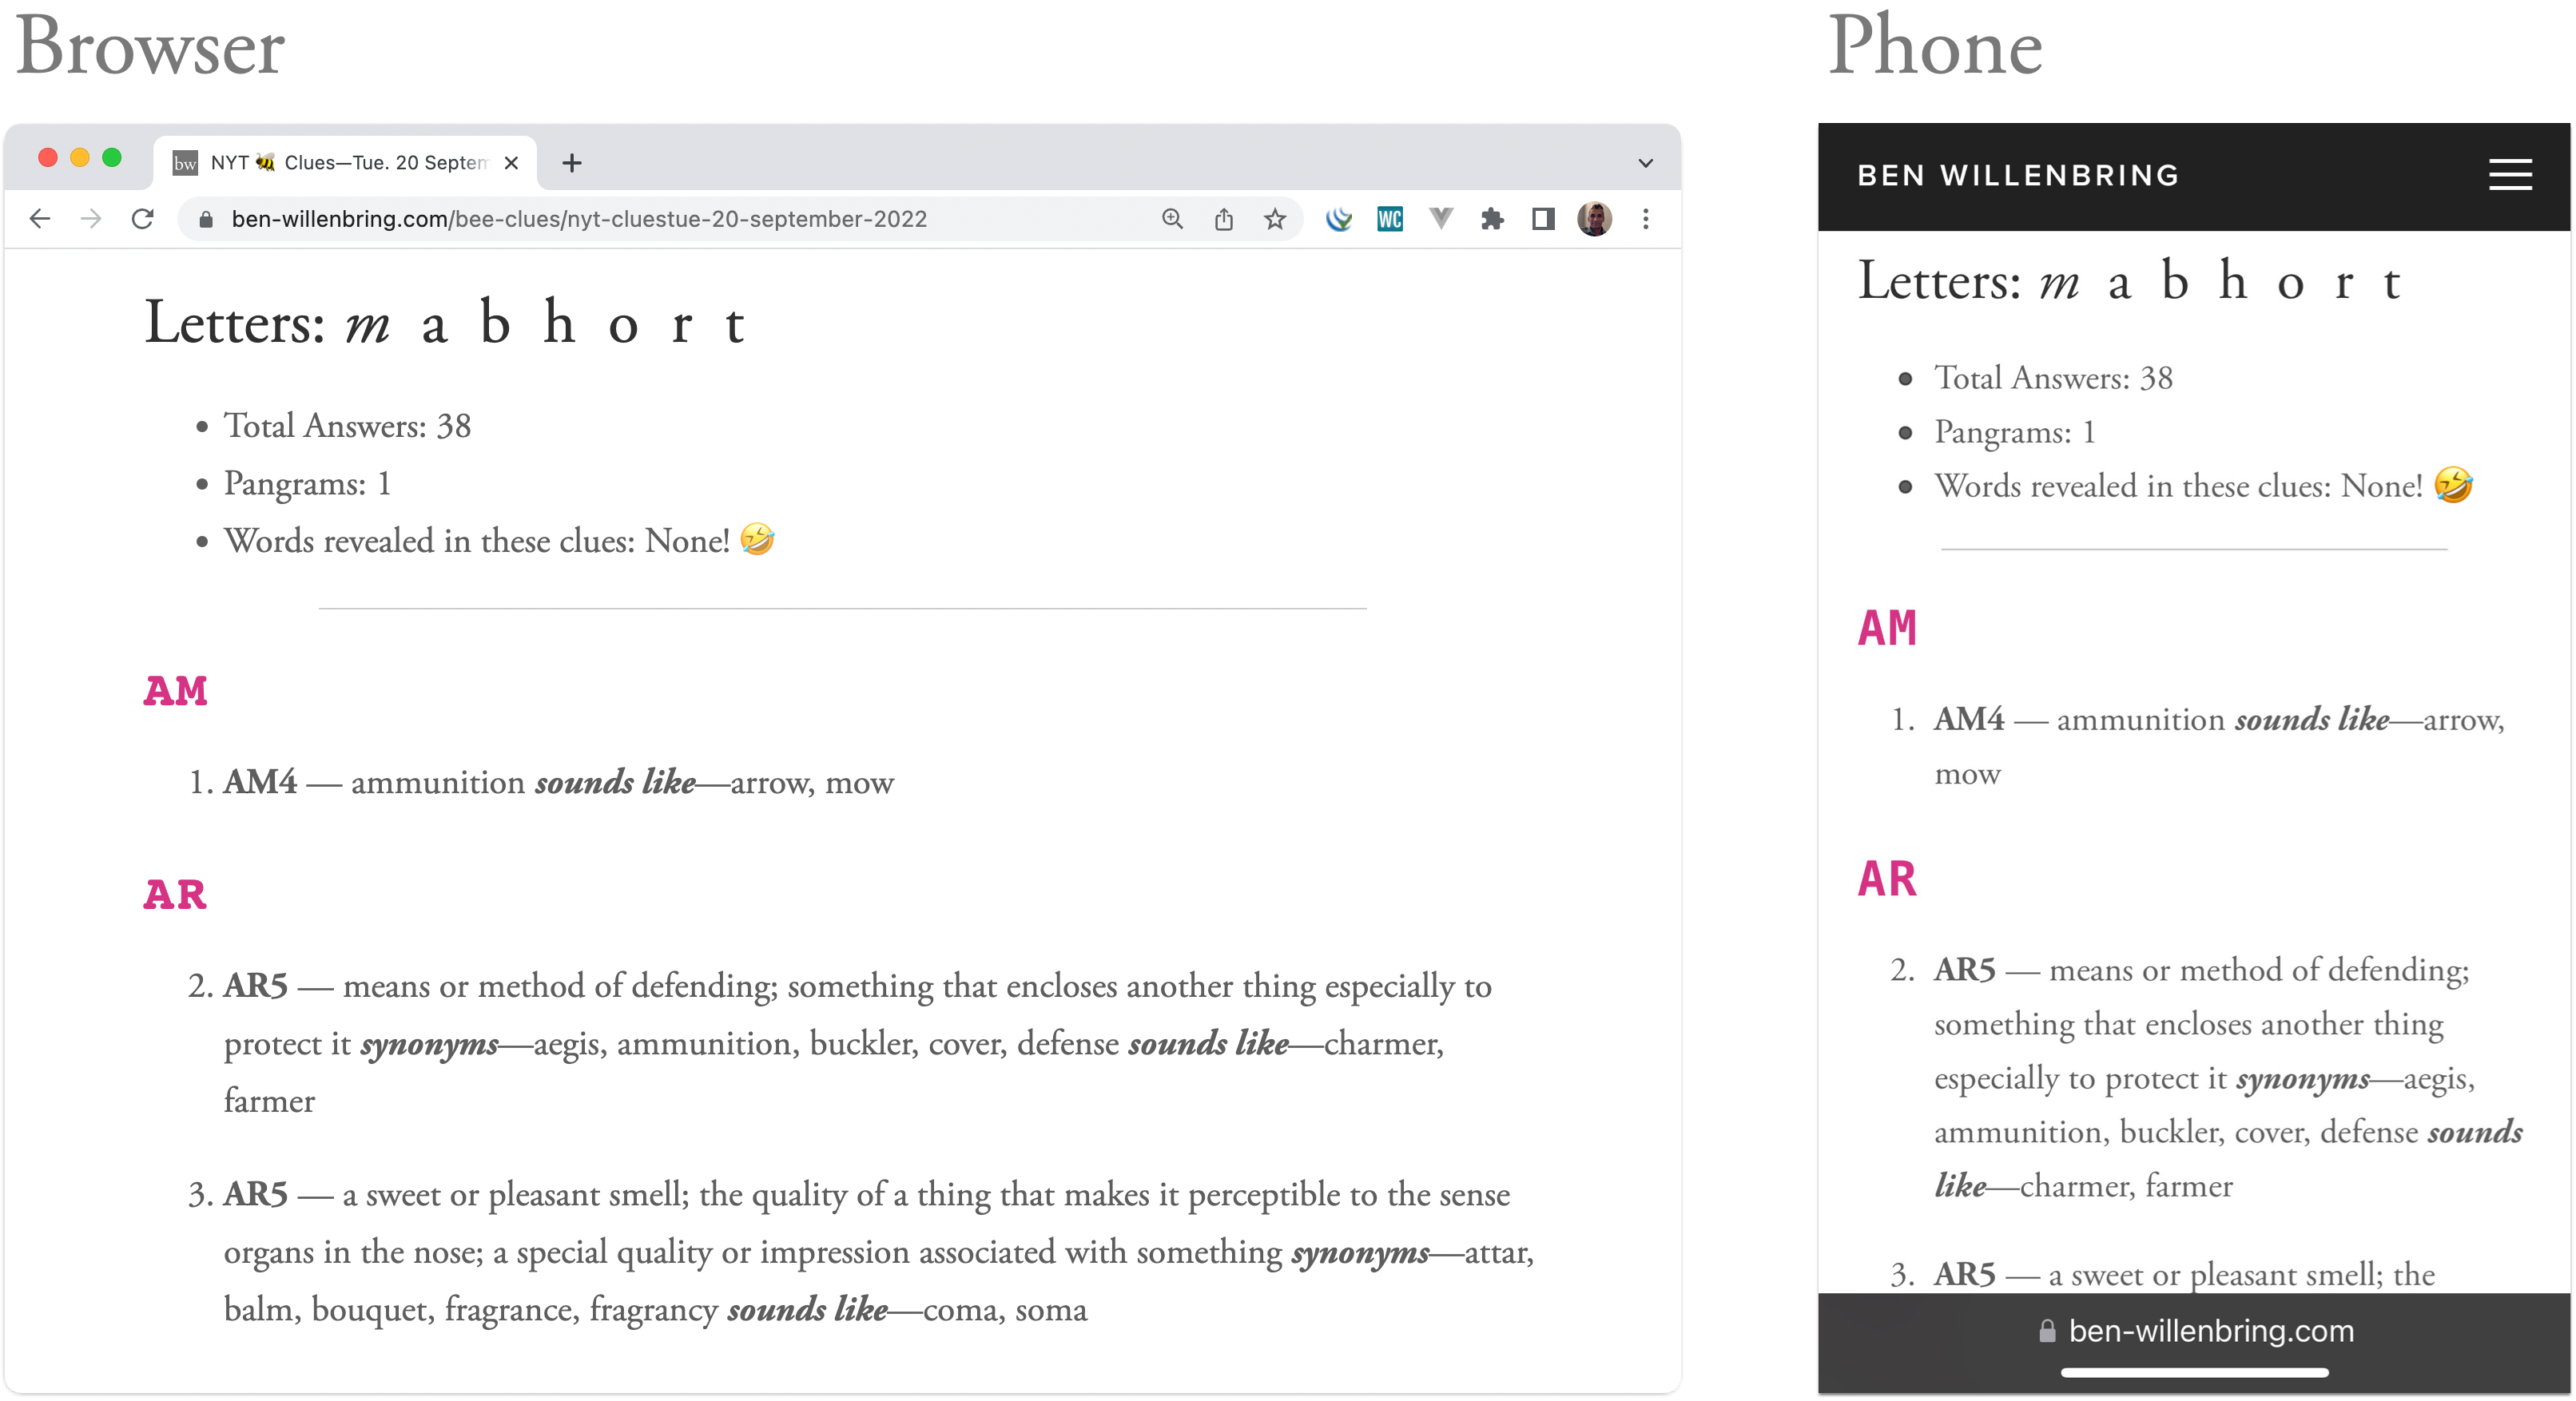 Browser
NYT 🐝 Clues—Tue. 20 Septem
ben-willenbring.com/bee-clues/nyt-cluestue-20-september-2022
WC
bw
Letters: m a b h o r t
• Total Answers: 38
• Pangrams: 1
• Words revealed in these clues: None! 🤣
AM
1. AM4 — ammunition sounds like—arrow, mow
AR
2. AR5 — means or method of defending; something that encloses another thing especially to
protect it synonyms—aegis, ammunition, buckler, cover, defense sounds like—charmer,
farmer
3. AR5 — a sweet or pleasant smell; the quality of a thing that makes it perceptible to the sense
organs in the nose; a special quality or impression associated with something synonyms—attar,
balm, bouquet, fragrance, fragrancy sounds like—coma, soma
Phone
BEN WILLENBRING
Letters: m a b h o r t
• Total Answers: 38
• Pangrams: 1
• Words revealed in these clues: None! 🤣
AM
1. AM4 — ammunition sounds like—arrow,
mow
AR
2. AR5 — means or method of defending;
something that encloses another thing
especially to protect it synonyms—aegis,
ammunition, buckler, cover, defense sounds
like—charmer, farmer
3. AR5 — a sweet or pleasant smell; the
ben-willenbring.com